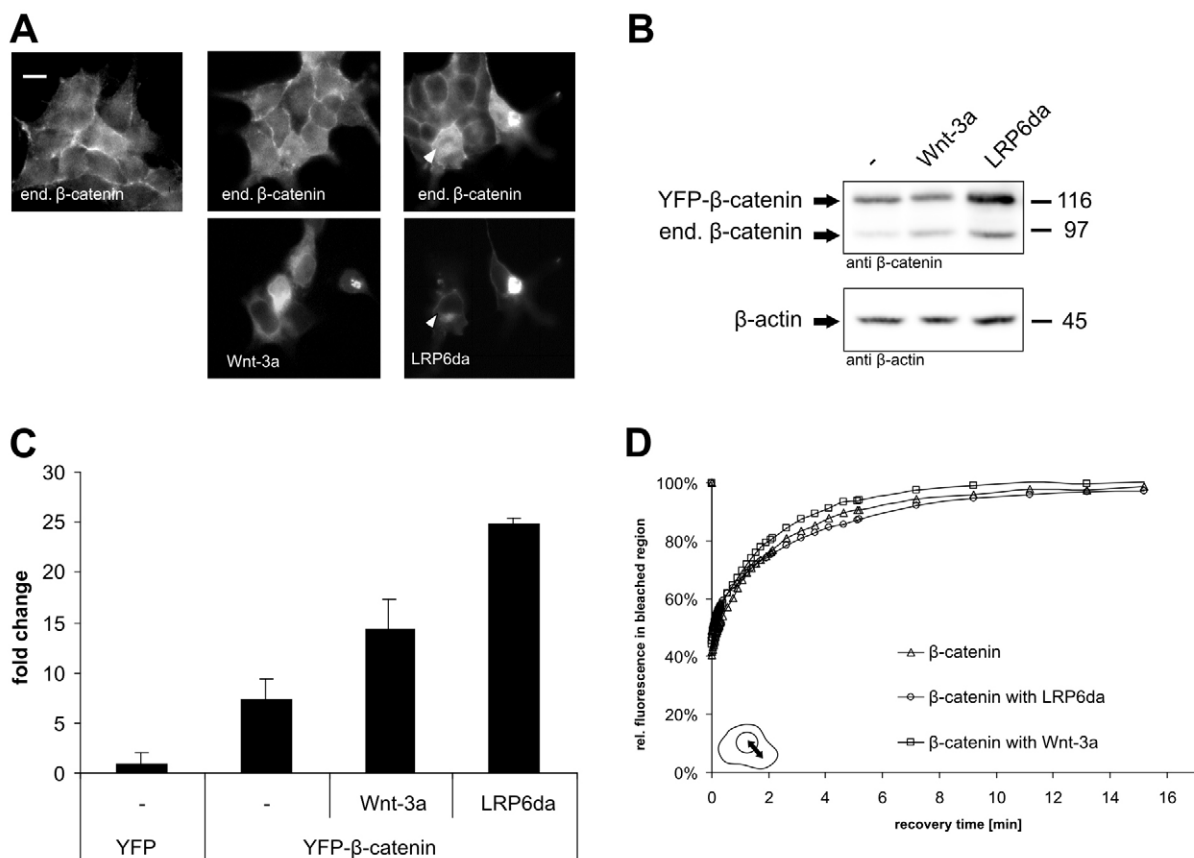 A
end. β-catenin
end. β-catenin
end. β-catenin
Wnt-3a
LRP6da
B
-
Wnt-3a
LRP6da
YFP-β-catenin
116
end. β-catenin
97
anti β-catenin
β-actin
45
anti β-actin
C
fold change
30
25
20
15
10
5
0
-
-
Wnt-3a
LRP6da
YFP
YFP-β-catenin
D
rel. fluorescence in bleached region
100%
80%
60%
40%
20%
0%
β-catenin
β-catenin with LRP6da
β-catenin with Wnt-3a
0 2 4 6 8 10 12 14 16
recovery time [min]